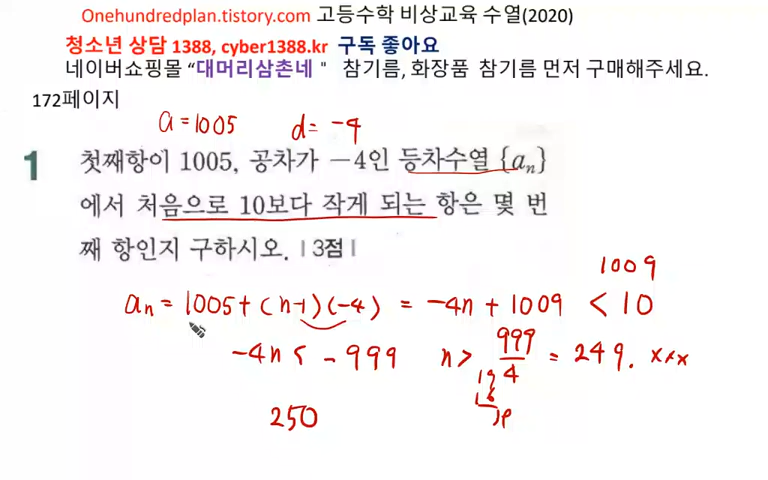 Onehundredplan.tistory.com 고등수학 비상교육 수열(2020)
청소년 상담 1388, cyber1388.kr 구독 좋아요
네이버쇼핑몰 “대머리삼촌네 " 참기름, 화장품 참기름 먼저 구매해주세요.
172페이지
a=1005 d= -4
1 첫째항이 1005, 공차가 -4인 등차수열 {aₙ}
에서 처음으로 10보다 작게 되는 항은 몇 번
째 항인지 구하시오. | 3점 |
1009
aₙ = 1005+(n-1)(-4) = -4n+1009 < 10
-4n < -999 n > 999/4 = 249. xxx
19
16
250